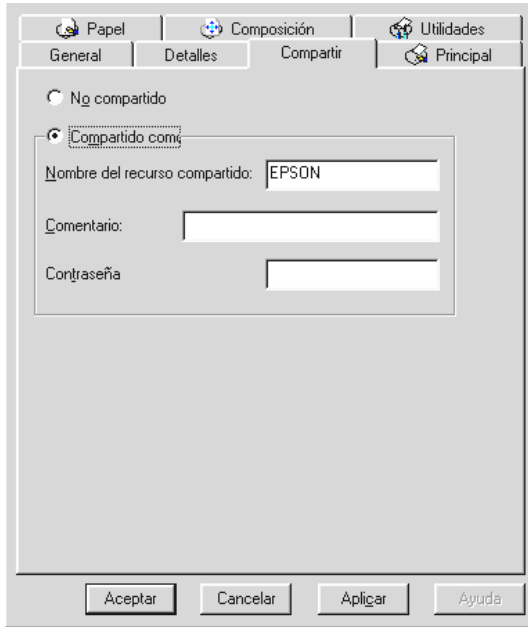 Papel Composición Utilidades
General Detalles Compartir Principal
No compartido
Compartido como
Nombre del recurso compartido: EPSON
Comentario:
Contraseña
Aceptar Cancelar Aplicar Ayuda